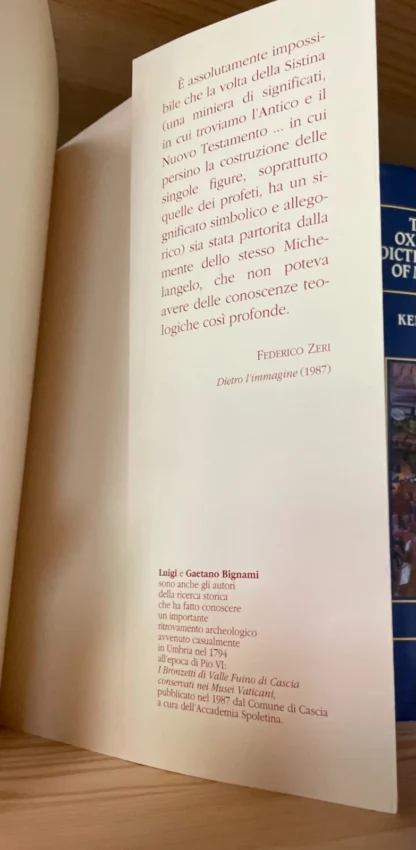 È assolutamente impossi-
bile che la volta della Sistina
(una miniera di significati,
in cui troviamo l'Antico e il
Nuovo Testamento ... in cui
persino la costruzione delle
singole figure, soprattutto
quelle dei profeti, ha un si-
gnificato simbolico e allego-
rico) sia stata partorita dalla
mente dello stesso Miche-
langelo, che non poteva
avere delle conoscenze teo-
logiche così profonde.
FEDERICO ZERI
Dietro l'immagine (1987)
Luigi e Gaetano Bignami
sono anche gli autori
della ricerca storica
che ha fatto conoscere
un importante
ritrovamento archeologico
avvenuto casualmente
in Umbria nel 1794
all'epoca di Pio VI:
I Bronzetti di Valle Fuino di Cascia
conservati nei Musei Vaticani,
pubblicato nel 1987 dal Comune di Cascia
a cura dell'Accademia Spoletina.
OX
DICT
OF
KE